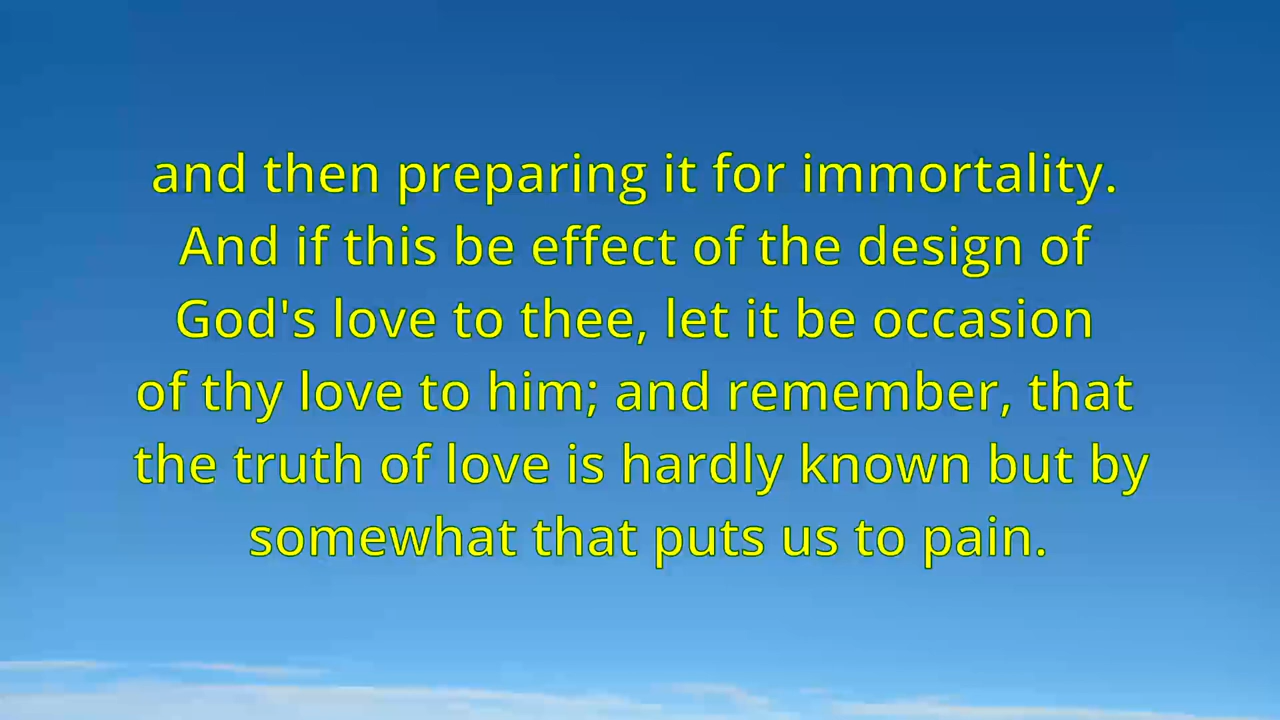 and then preparing it for immortality.
And if this be effect of the design of
God's love to thee, let it be occasion
of thy love to him; and remember, that
the truth of love is hardly known but by
somewhat that puts us to pain.